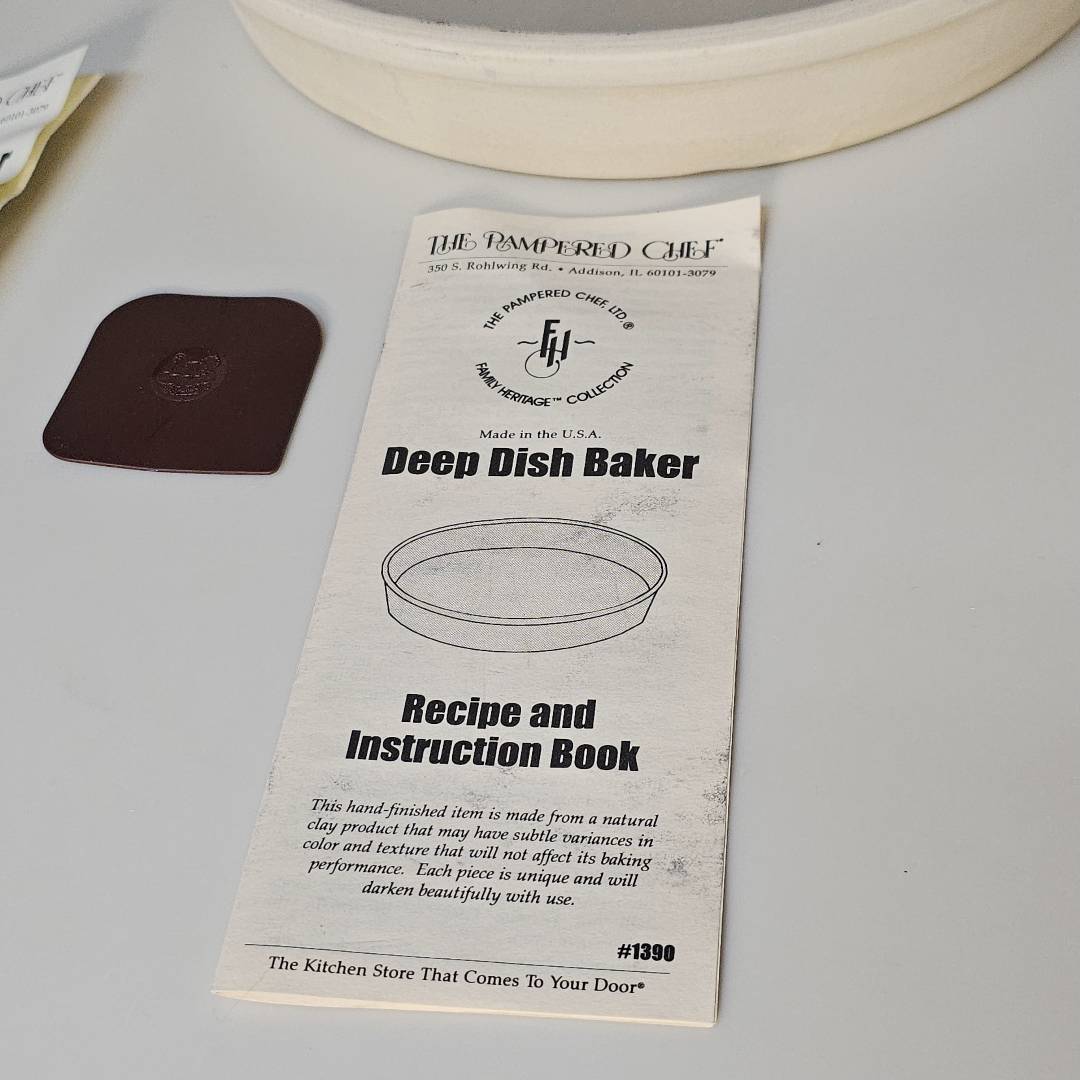 CHEF
60101-3079
THE PAMPERED CHEF®
350 S. Rohlwing Rd. • Addison, IL 60101-3079
THE PAMPERED CHEF, LTD.®
FH
FAMILY HERITAGE™ COLLECTION
Made in the U.S.A.
Deep Dish Baker
Recipe and
Instruction Book
This hand-finished item is made from a natural
clay product that may have subtle variances in
color and texture that will not affect its baking
performance. Each piece is unique and will
darken beautifully with use.
#1390
The Kitchen Store That Comes To Your Door®